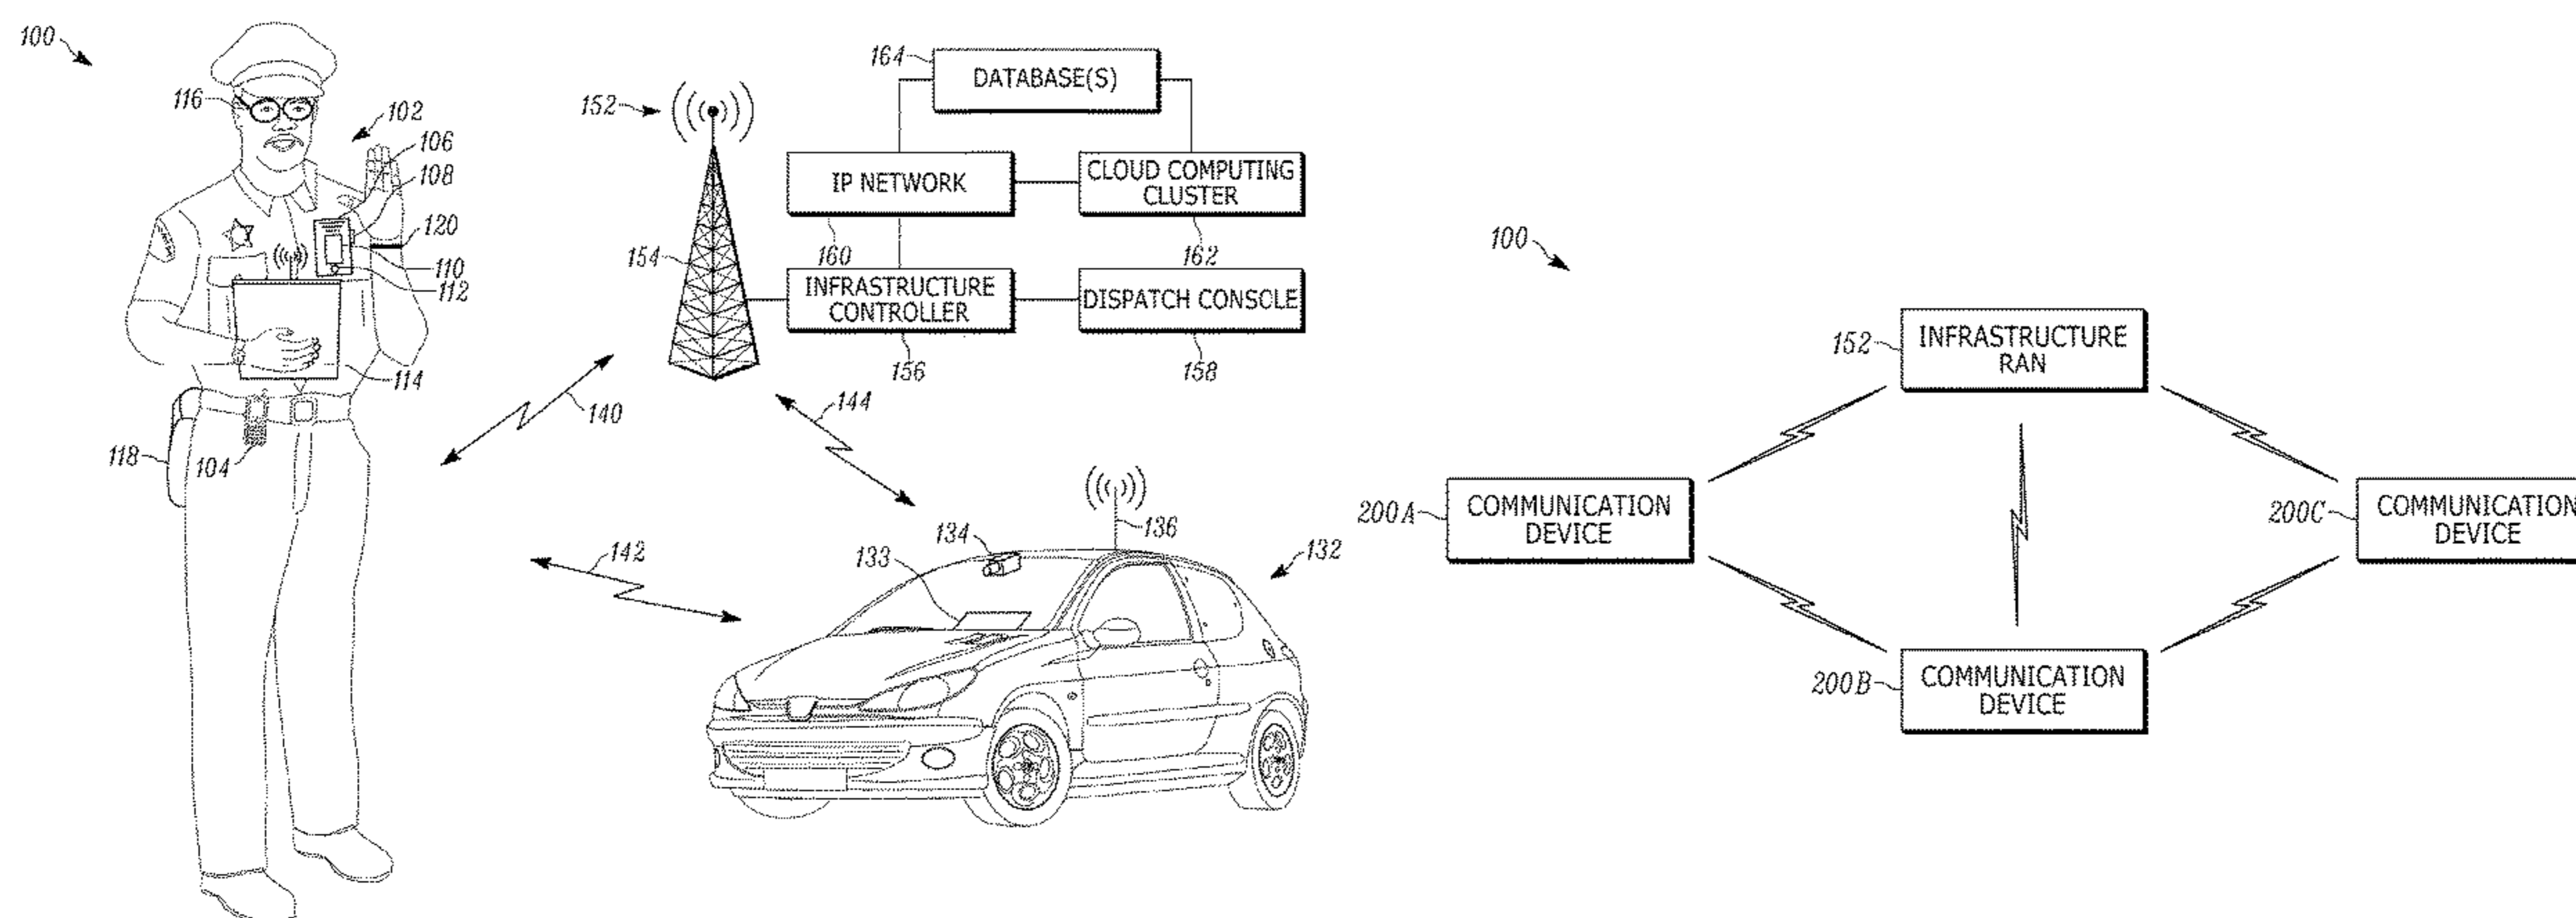 100
116
102
106
108
120
110
112
114
118
104
140
142
144
152
154
164
DATABASE(S)
IP NETWORK
160
CLOUD COMPUTING
CLUSTER
162
INFRASTRUCTURE
CONTROLLER
156
DISPATCH CONSOLE
158
134
133
136
132
100
152
INFRASTRUCTURE
RAN
200A
COMMUNICATION
DEVICE
200C
COMMUNICATION
DEVICE
200B
COMMUNICATION
DEVICE